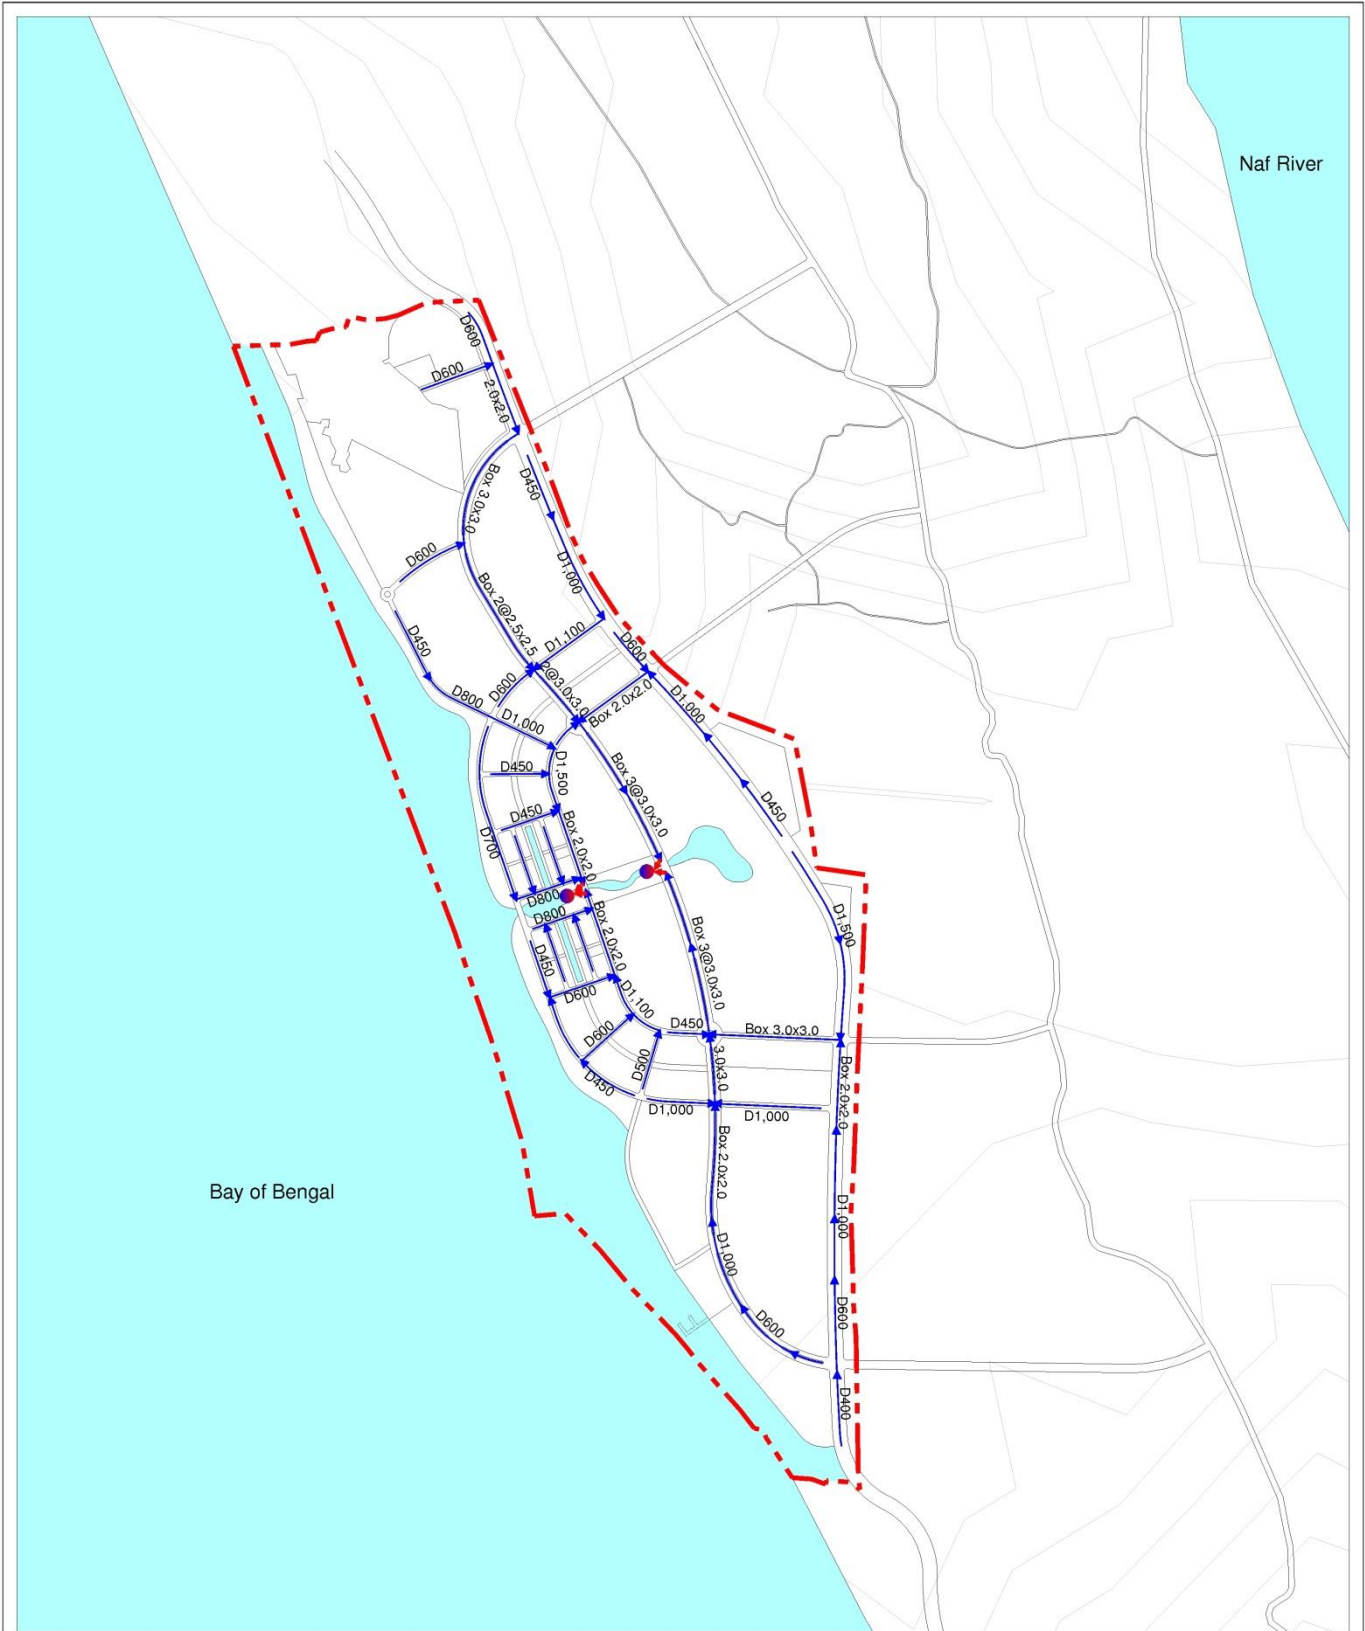 Naf River
D600
D600
2.0x2.0
Box 3.0x3.0
D450
D600
D1,000
Box 2@2.5x2.5
D1,100
D450
D600
D600
2@3.0x3.0
Box 2.0x2.0
D800
D1,000
D1,000
D1,500
D450
Box 3@3.0x3.0
D450
D450
D700
Box 2.0x2.0
D800
D800
Box 2.0x2.0
D1,500
D450
Box 3@3.0x3.0
D600
D1,100
D600
D450
Box 3.0x3.0
D500
3.0x3.0
D450
Box 2.0x2.0
D1,000
D1,000
Box 2.0x2.0
Bay of Bengal
D1,000
D1,000
D600
D600
D400